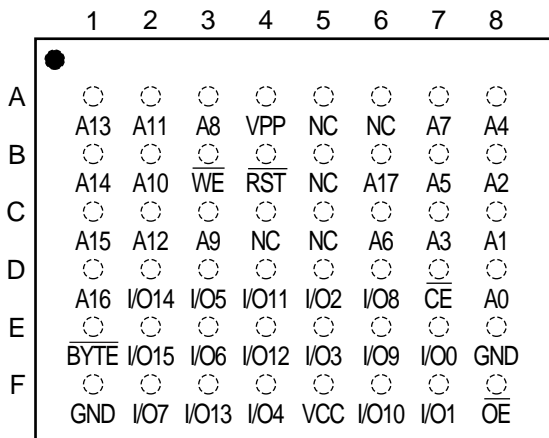 1 2 3 4 5 6 7 8
A
A13 A11 A8 VPP NC NC A7 A4
B
A14 A10 WE RST NC A17 A5 A2
C
A15 A12 A9 NC NC A6 A3 A1
D
A16 I/O14 I/O5 I/O11 I/O2 I/O8 CE A0
E
BYTE I/O15 I/O6 I/O12 I/O3 I/O9 I/O0 GND
F
GND I/O7 I/O13 I/O4 VCC I/O10 I/O1 OE